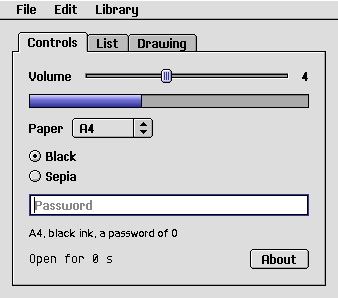 File Edit Library
Controls List Drawing
Volume 4
Paper A4
Black
Sepia
Password
A4, black ink, a password of 0
Open for 0 s About